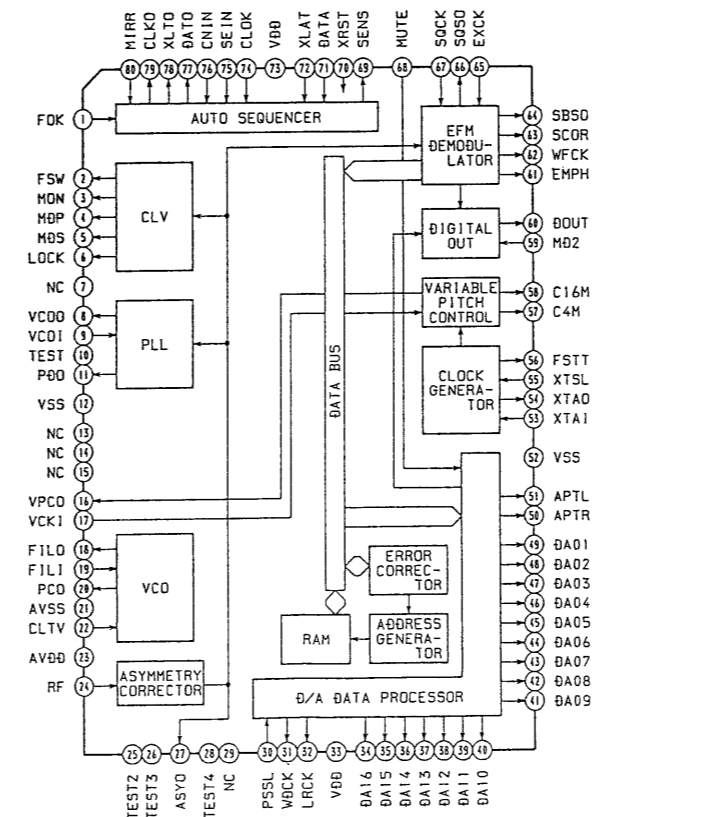 MIRR
CLKO
XLTO
DATO
CNIN
SEIN
CLOK
VDD
XLAT
DATA
XRST
SENS
MUTE
SQCK
SQSO
EXCK
80
79
78
77
76
75
74
73
72
71
70
69
68
67
66
65
FOK 1
AUTO SEQUENCER
EFM
DEMODU-
LATOR
64 SBSO
63 SCOR
62 WFCK
61 EMPH
FSW 2
MON 3
MDP 4
MDS 5
LOCK 6
CLV
DIGITAL
OUT
60 DOUT
59 MD2
NC 7
VARIABLE
PITCH
CONTROL
58 C16M
57 C4M
VCOO 8
VCOI 9
TEST 10
PDO 11
PLL
DATA BUS
CLOCK
GENERA-
TOR
56 FSTT
55 XTSL
54 XTAO
53 XTAI
VSS 12
NC 13
NC 14
NC 15
52 VSS
VPCO 16
VCKI 17
51 APTL
50 APTR
FILO 18
FILI 19
PCO 20
AVSS 21
CLTV 22
VCO
ERROR
CORREC-
TOR
RAM
ADDRESS
GENERA-
TOR
49 DA01
48 DA02
47 DA03
46 DA04
45 DA05
44 DA06
43 DA07
42 DA08
41 DA09
AVDD 23
RF 24
ASYMMETRY
CORRECTOR
D/A DATA PROCESSOR
25
26
27
28
29
30
31
32
33
34
35
36
37
38
39
40
TEST2
TEST3
ASYO
TEST4
NC
PSSL
WDCK
LRCK
VDD
DA16
DA15
DA14
DA13
DA12
DA11
DA10